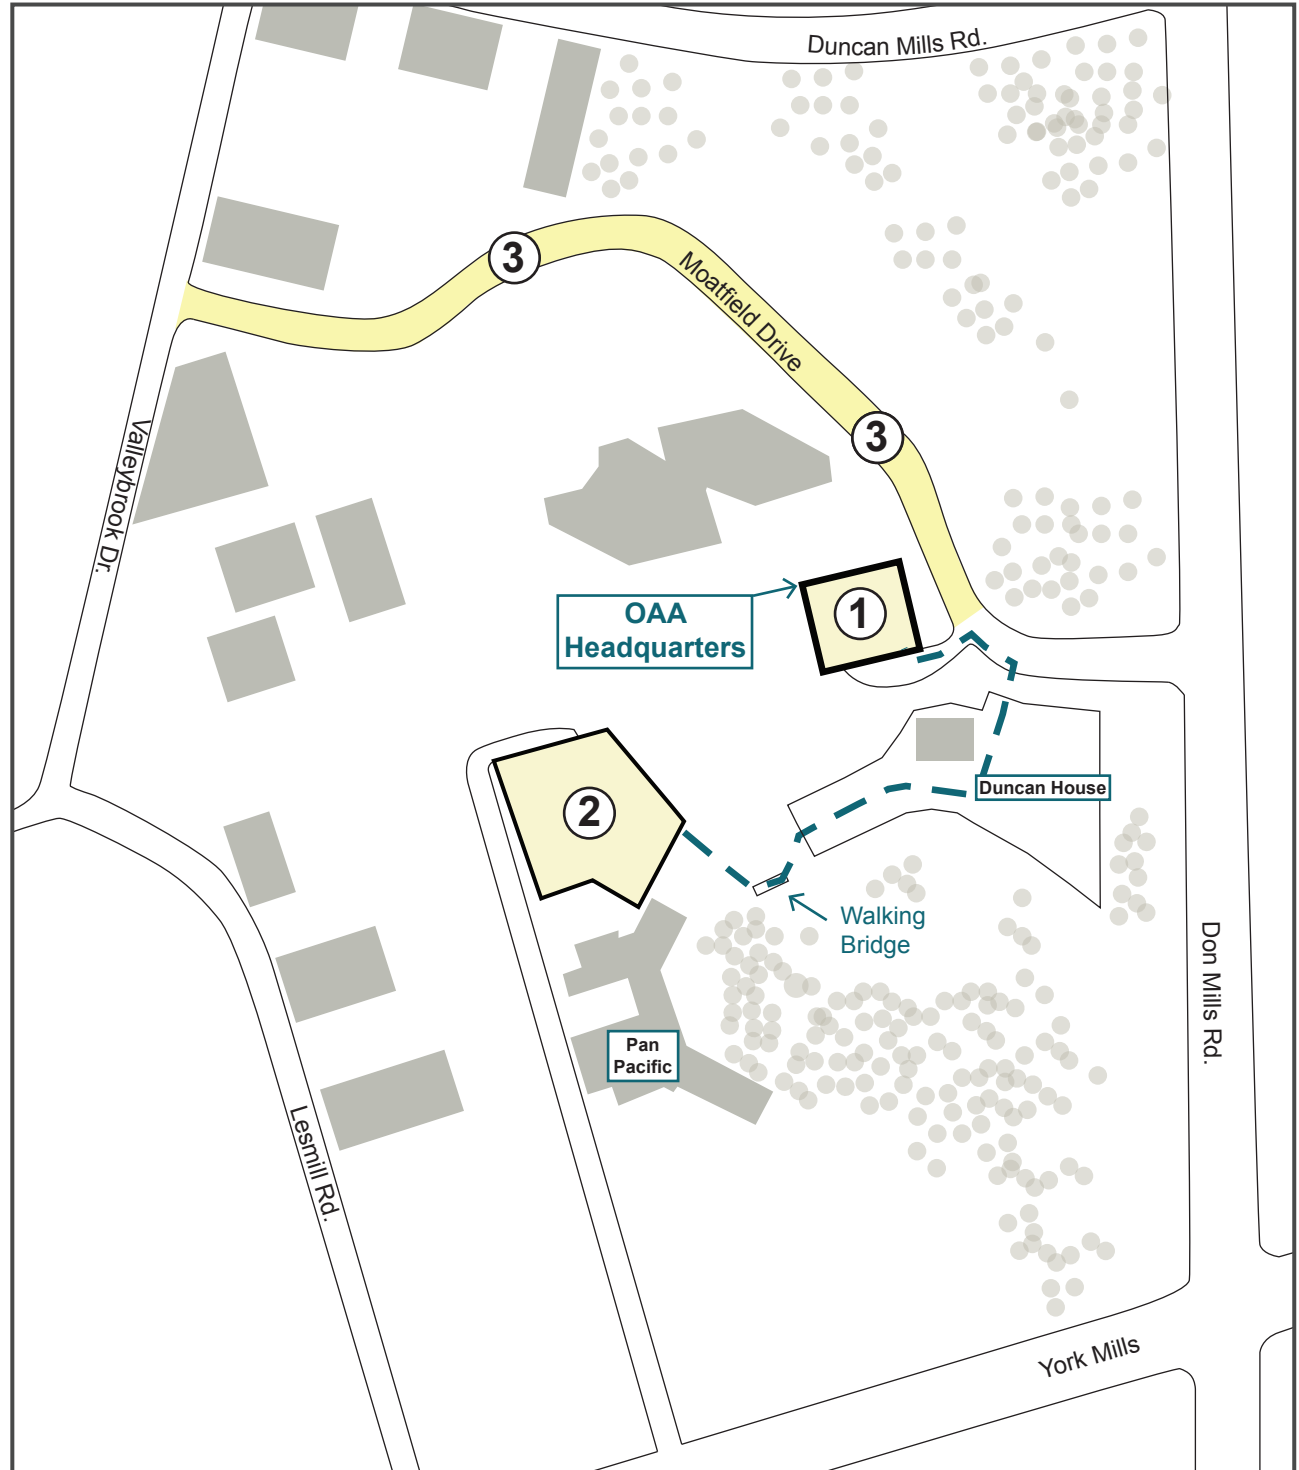 Duncan Mills Rd.
3
Moatfield Drive
3
Valleybrook Dr.
OAA
Headquarters
1
2
Duncan House
Walking
Bridge
Don Mills Rd.
Pan
Pacific
Lesmill Rd.
York Mills